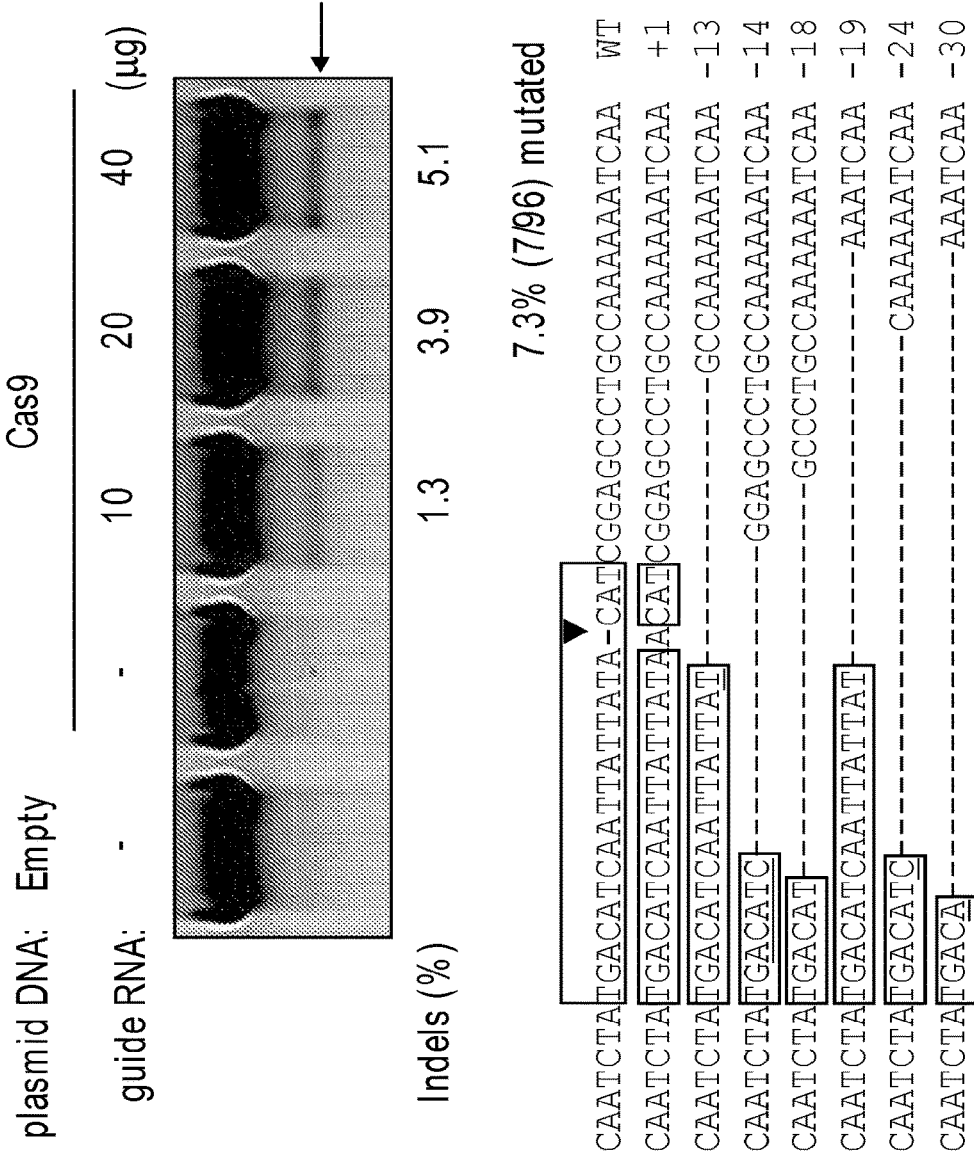 plasmid DNA: Empty Cas9
guide RNA: - - 10 20 40 (µg)
Indels (%) 1.3 3.9 5.1
7.3% (7/96) mutated
CAATCTATGACATCAATTATTATA-CATCGGAGCCCTGCCAAAAAATCAA WT
CAATCTATGACATCAATTATTATAACATCGGAGCCCTGCCAAAAAATCAA +1
CAATCTATGACATCAATTATTAT--------------GCCAAAAAATCAA -13
CAATCTATGACATC---------------GGAGCCCTGCCAAAAAATCAA -14
CAATCTATGACAT-------------------GCCCTGCCAAAAAATCAA -18
CAATCTATGACATCAATTATTAT--------------------AAATCAA -19
CAATCTATGACATC-------------------------CAAAAAATCAA -24
CAATCTATGACA-------------------------------AAATCAA -30